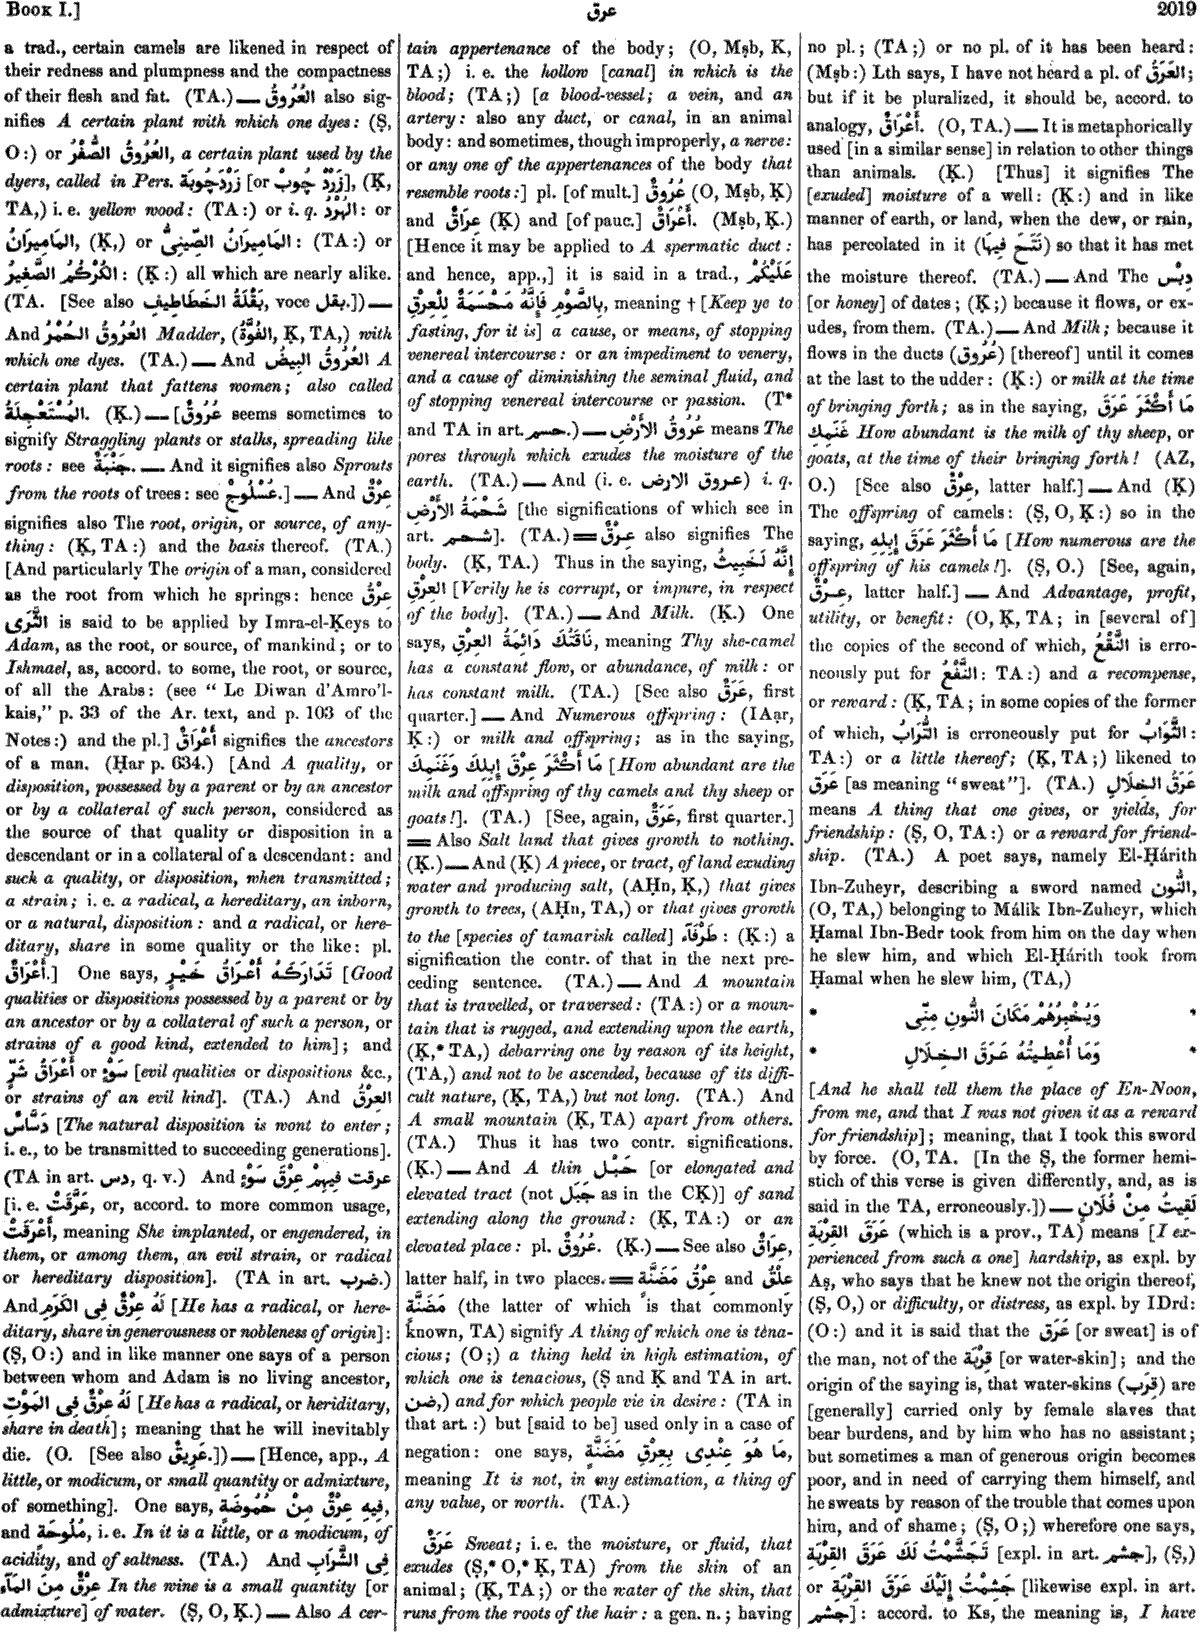 BOOK I.]
عرق
2019
a trad., certain camels are likened in respect of
their redness and plumpness and the compactness
of their flesh and fat. (TA.) — العُرُوقُ also sig-
nifies A certain plant with which one dyes: (Ṣ,
O:) or العُرُوقُ الصُّفْرُ, a certain plant used by the
dyers, called in Pers. زَرْدَچُوبَهْ [or زَرْدْ چُوبْ], (Ḳ,
TA,) i. e. yellow wood: (TA:) or i. q. الهُرْدُ: or
المَامِيرَانُ, (Ḳ,) or المَامِيرَانُ الصِّينِىُّ: (TA:) or
الكُرْكُمُ الصَّغِيرُ: (Ḳ:) all which are nearly alike.
(TA. [See also بَقْلَةُ الخَطَاطِيفِ, voce بقل.]) —
And العُرُوقُ الحُمْرُ Madder, (الفُوَّةُ, Ḳ, TA,) with
which one dyes. (TA.) — And العُرُوقُ البِيضُ A
certain plant that fattens women; also called
المُسْتَعْجِلَةُ. (Ḳ.) — [عُرُوقٌ seems sometimes to
signify Straggling plants or stalks, spreading like
roots: see جَنْبَةٌ. — And it signifies also Sprouts
from the roots of trees: see عُسْلُوجٌ.] — And عِرْقٌ
signifies also The root, origin, or source, of any-
thing: (Ḳ, TA:) and the basis thereof. (TA.)
[And particularly The origin of a man, considered
as the root from which he springs: hence عِرْقُ
الثَّرَى is said to be applied by Imra-el-Ḳeys to
Adam, as the root, or source, of mankind; or to
Ishmael, as, accord. to some, the root, or source,
of all the Arabs: (see "Le Diwan d'Amro'l-
kais," p. 33 of the Ar. text, and p. 103 of the
Notes:) and the pl.] أَعْرَاقٌ signifies the ancestors
of a man. (Ḥar p. 634.) [And A quality, or
disposition, possessed by a parent or by an ancestor
or by a collateral of such person, considered as
the source of that quality or disposition in a
descendant or in a collateral of a descendant: and
such a quality, or disposition, when transmitted;
a strain; i. e. a radical, a hereditary, an inborn,
or a natural, disposition: and a radical, or here-
ditary, share in some quality or the like: pl.
أَعْرَاقٌ.] One says, تَدَارَكَهُ أَعْرَاقُ خَيْرٍ [Good
qualities or dispositions possessed by a parent or by
an ancestor or by a collateral of such a person, or
strains of a good kind, extended to him]; and
أَعْرَاقُ شَرٍّ or سَوْءٍ [evil qualities or dispositions &c.,
or strains of an evil kind]. (TA.) And العِرْقُ
دَسَّاسٌ [The natural disposition is wont to enter;
i. e., to be transmitted to succeeding generations].
(TA in art. دس, q. v.) And عرقت فِيهِمْ عِرْقَ سَوْءٍ
[i. e. عَرَّقَتْ, or, accord. to more common usage,
أَعْرَقَتْ, meaning She implanted, or engendered, in
them, or among them, an evil strain, or radical
or hereditary disposition]. (TA in art. ضرب.)
And لَهُ عِرْقٌ فِى الكَرَمِ [He has a radical, or here-
ditary, share in generousness or nobleness of origin]:
(Ṣ, O:) and in like manner one says of a person
between whom and Adam is no living ancestor,
لَهُ عِرْقٌ فِى المَوْتِ [He has a radical, or heriditary,
share in death]; meaning that he will inevitably
die. (O. [See also عَرِيقٌ.]) — [Hence, app., A
little, or modicum, or small quantity or admixture,
of something]. One says, فِيهِ عِرْقٌ مِنْ حُمُوضَةٍ,
and مُلُوحَةٍ, i. e. In it is a little, or a modicum, of
acidity, and of saltness. (TA.) And فِى الشَّرَابِ
عِرْقٌ مِنَ المَآءِ In the wine is a small quantity [or
admixture] of water. (Ṣ, O, Ḳ.) — Also A cer-
tain appertenance of the body; (O, Mṣb, Ḳ,
TA;) i. e. the hollow [canal] in which is the
blood; (TA;) [a blood-vessel; a vein, and an
artery: also any duct, or canal, in an animal
body: and sometimes, though improperly, a nerve:
or any one of the appertenances of the body that
resemble roots:] pl. [of mult.] عُرُوقٌ (O, Mṣb, Ḳ)
and عِرَاقٌ (Ḳ) and [of pauc.] أَعْرَاقٌ. (Mṣb, Ḳ.)
[Hence it may be applied to A spermatic duct:
and hence, app.,] it is said in a trad., عَلَيْكُمْ
بِالصَّوْمِ فَإِنَّهُ مَحْسَمَةٌ لِلْعِرْقِ, meaning † [Keep ye to
fasting, for it is] a cause, or means, of stopping
venereal intercourse: or an impediment to venery,
and a cause of diminishing the seminal fluid, and
of stopping venereal intercourse or passion. (T*
and TA in art. حسم.) — عُرُوقُ الأَرْضِ means The
pores through which exudes the moisture of the
earth. (TA.) — And (i. e. عروق الارض) i. q.
شَحْمَةُ الأَرْضِ [the significations of which see in
art. شحم]. (TA.) = عِرْقٌ also signifies The
body. (Ḳ, TA.) Thus in the saying, إِنَّهُ لَخَبِيثُ
العِرْقِ [Verily he is corrupt, or impure, in respect
of the body]. (TA.) — And Milk. (Ḳ.) One
says, نَاقَتُكَ دَائِمَةُ العِرْقِ, meaning Thy she-camel
has a constant flow, or abundance, of milk: or
has constant milk. (TA.) [See also عَرَقٌ, first
quarter.] — And Numerous offspring: (IAạr,
Ḳ:) or milk and offspring; as in the saying,
مَا أَكْثَرَ عِرْقَ إِبِلِكَ وَغَنَمِكَ [How abundant are the
milk and offspring of thy camels and thy sheep or
goats!]. (TA.) [See, again, عَرَقٌ, first quarter.]
= Also Salt land that gives growth to nothing.
(Ḳ.) — And (Ḳ) A piece, or tract, of land exuding
water and producing salt, (AḤn, Ḳ,) that gives
growth to trees, (AḤn, TA,) or that gives growth
to the [species of tamarisk called] طَرْفَآء: (Ḳ:) a
signification the contr. of that in the next pre-
ceding sentence. (TA.) — And A mountain
that is travelled, or traversed: (TA:) or a moun-
tain that is rugged, and extending upon the earth,
(Ḳ,* TA,) debarring one by reason of its height,
(TA,) and not to be ascended, because of its diffi-
cult nature, (Ḳ, TA,) but not long. (TA.) And
A small mountain (Ḳ, TA) apart from others.
(TA.) Thus it has two contr. significations.
(Ḳ.) — And A thin حَبْل [or elongated and
elevated tract (not جَبَل as in the CḲ)] of sand
extending along the ground: (Ḳ, TA:) or an
elevated place: pl. عُرُوقٌ. (Ḳ.) — See also عِرَاقٌ,
latter half, in two places. = عِرْقُ مَضَنَّةٍ and عِلْقُ
مَضَنَّةٍ (the latter of which is that commonly
known, TA) signify A thing of which one is tena-
cious; (O;) a thing held in high estimation, of
which one is tenacious, (Ṣ and Ḳ and TA in art.
ضن,) and for which people vie in desire: (TA in
that art.:) but [said to be] used only in a case of
negation: one says, مَا هُوَ عِنْدِى بِعِرْقِ مَضَنَّةٍ,
meaning It is not, in my estimation, a thing of
any value, or worth. (TA.)
عَرَقٌ Sweat; i. e. the moisture, or fluid, that
exudes (Ṣ,* O,* Ḳ, TA) from the skin of an
animal; (Ḳ, TA;) or the water of the skin, that
runs from the roots of the hair: a gen. n.; having
no pl.; (TA;) or no pl. of it has been heard:
(Mṣb:) Lth says, I have not heard a pl. of العَرَقُ;
but if it be pluralized, it should be, accord. to
analogy, أَعْرَاقٌ. (O, TA.) — It is metaphorically
used [in a similar sense] in relation to other things
than animals. (Ḳ.) [Thus] it signifies The
[exuded] moisture of a well: (Ḳ:) and in like
manner of earth, or land, when the dew, or rain,
has percolated in it (نَتَحَ فِيهَا) so that it has met
the moisture thereof. (TA.) — And The دِبْس
[or honey] of dates; (Ḳ;) because it flows, or ex-
udes, from them. (TA.) — And Milk; because it
flows in the ducts (عُرُوق) [thereof] until it comes
at the last to the udder: (Ḳ:) or milk at the time
of bringing forth; as in the saying, مَا أَكْثَرَ عَرَقَ
غَنَمِكَ How abundant is the milk of thy sheep, or
goats, at the time of their bringing forth! (AZ,
O.) [See also عِرْقٌ, latter half.] — And (Ḳ)
The offspring of camels: (Ṣ, O, Ḳ:) so in the
saying, مَا أَكْثَرَ عَرَقَ إِبِلِهِ [How numerous are the
offspring of his camels!]. (Ṣ, O.) [See, again,
عِرْقٌ, latter half.] — And Advantage, profit,
utility, or benefit: (O, Ḳ, TA; in [several of]
the copies of the second of which, النَّقْعُ is erro-
neously put for النَّفْعُ: TA:) and a recompense,
or reward: (Ḳ, TA; in some copies of the former
of which, التُّرَابُ is erroneously put for الثَّوَابُ:
TA:) or a little thereof; (Ḳ, TA;) likened to
عَرَق [as meaning "sweat"]. (TA.) عَرَقُ الخِلَالِ
means A thing that one gives, or yields, for
friendship: (Ṣ, O, TA:) or a reward for friend-
ship. (TA.) A poet says, namely El-Ḥárith
Ibn-Zuheyr, describing a sword named النُّون,
(O, TA,) belonging to Málik Ibn-Zuheyr, which
Ḥamal Ibn-Bedr took from him on the day when
he slew him, and which El-Ḥárith took from
Ḥamal when he slew him, (TA,)
* وَيُخْبِرُهُمْ مَكَانَ النُّونِ مِنِّى *
* وَمَا أُعْطِيتُهُ عَرَقَ الخِلَالِ *
[And he shall tell them the place of En-Noon,
from me, and that I was not given it as a reward
for friendship]; meaning, that I took this sword
by force. (O, TA. [In the Ṣ, the former hemi-
stich of this verse is given differently, and, as is
said in the TA, erroneously.]) — لَقِيتُ مِنْ فُلَانٍ
عَرَقَ القِرْبَةِ (which is a prov., TA) means [I ex-
perienced from such a one] hardship, as expl. by
Aṣ, who says that he knew not the origin thereof,
(Ṣ, O,) or difficulty, or distress, as expl. by IDrd:
(O:) and it is said that the عَرَق [or sweat] is of
the man, not of the قِرْبَة [or water-skin]; and the
origin of the saying is, that water-skins (قِرَب) are
[generally] carried only by female slaves that
bear burdens, and by him who has no assistant;
but sometimes a man of generous origin becomes
poor, and in need of carrying them himself, and
he sweats by reason of the trouble that comes upon
him, and of shame; (Ṣ, O;) wherefore one says,
تَجَشَّمْتُ لَكَ عَرَقَ القِرْبَةِ [expl. in art. جشم], (Ṣ,)
or جَشِمْتُ إِلَيْكَ عَرَقَ القِرْبَةِ [likewise expl. in art.
جشم]: accord. to Ks, the meaning is, I have